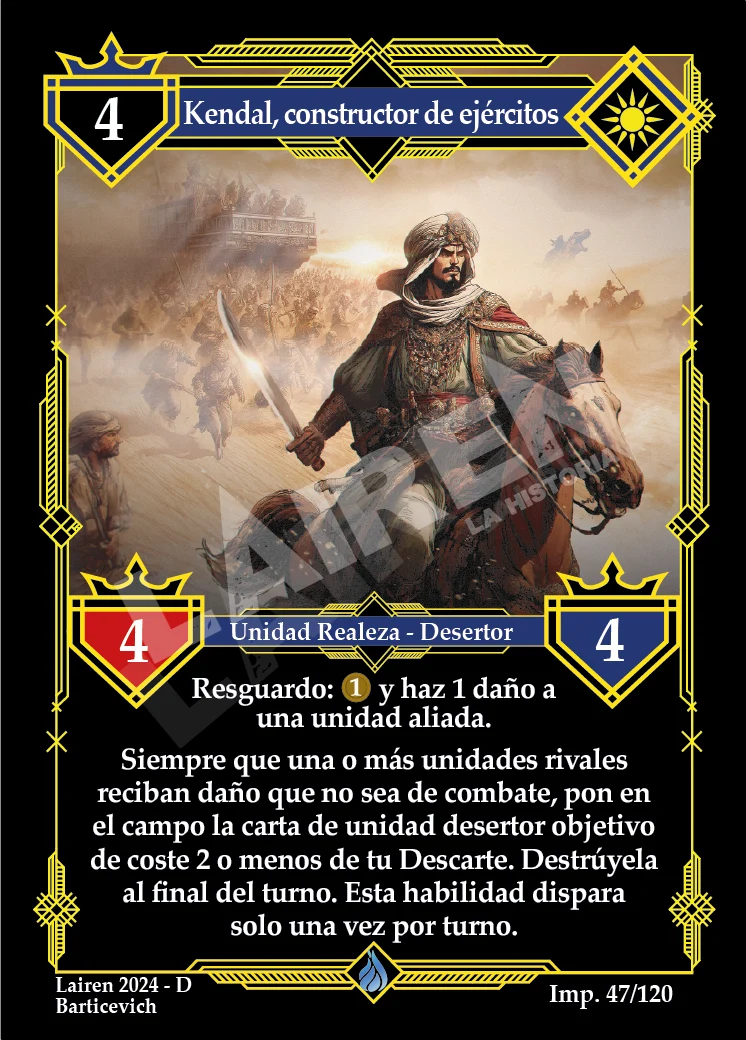 4
Kendal, constructor de ejércitos
LAIREN
LA HISTORIA
4
Unidad Realeza - Desertor
4
Resguardo: 1 y haz 1 daño a
una unidad aliada.
Siempre que una o más unidades rivales
reciban daño que no sea de combate, pon en
el campo la carta de unidad desertor objetivo
de coste 2 o menos de tu Descarte. Destrúyela
al final del turno. Esta habilidad dispara
solo una vez por turno.
Lairen 2024 - D
Barticevich
Imp. 47/120